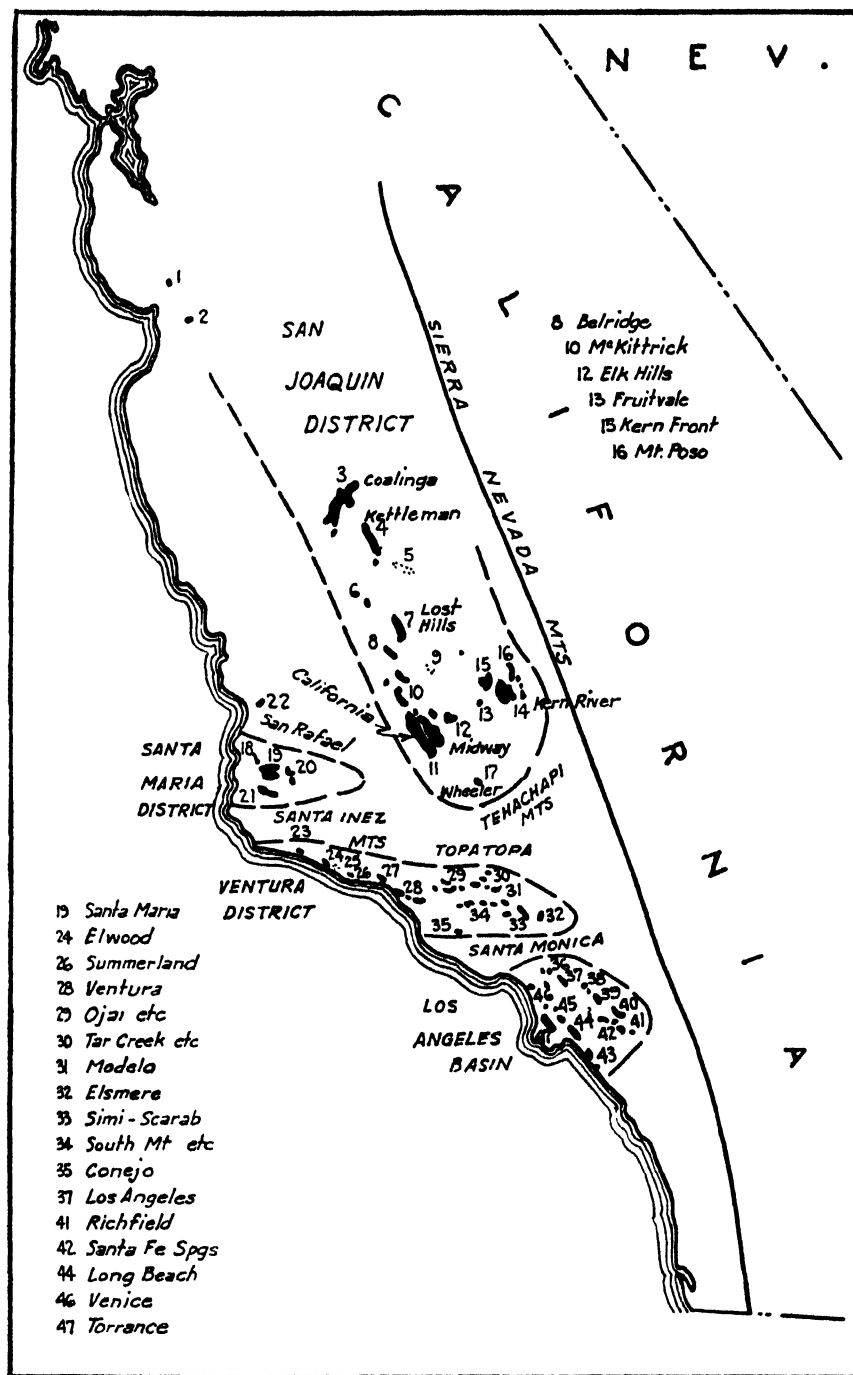 NEV.
CALIFORNIA
1
2
SAN
JOAQUIN
DISTRICT
SIERRA NEVADA MTS
8 Belridge
10 McKittrick
12 Elk Hills
13 Fruitvale
15 Kern Front
16 Mt. Poso
3 Coalinga
Kettleman
4
5
6
7 Lost
Hills
8
9
10
15
16
13
14 Kern River
12
California
Midway
11
17
Wheeler
TEHACHAPI
MTS
22
San Rafael
SANTA
MARIA
DISTRICT
18
19
20
21
SANTA INEZ
MTS
23
24
25
26
27
28
TOPATOPA
29
30
31
34
33
32
35
VENTURA
DISTRICT
SANTA MONICA
36
37
38
39
40
41
42
43
44
45
46
47
LOS
ANGELES
BASIN
19 Santa Maria
24 Elwood
26 Summerland
28 Ventura
29 Ojai etc
30 Tar Creek etc
31 Modelo
32 Elsmere
33 Simi-Scarab
34 South Mt etc
35 Conejo
37 Los Angeles
41 Richfield
42 Santa Fe Spgs
44 Long Beach
46 Venice
47 Torrance